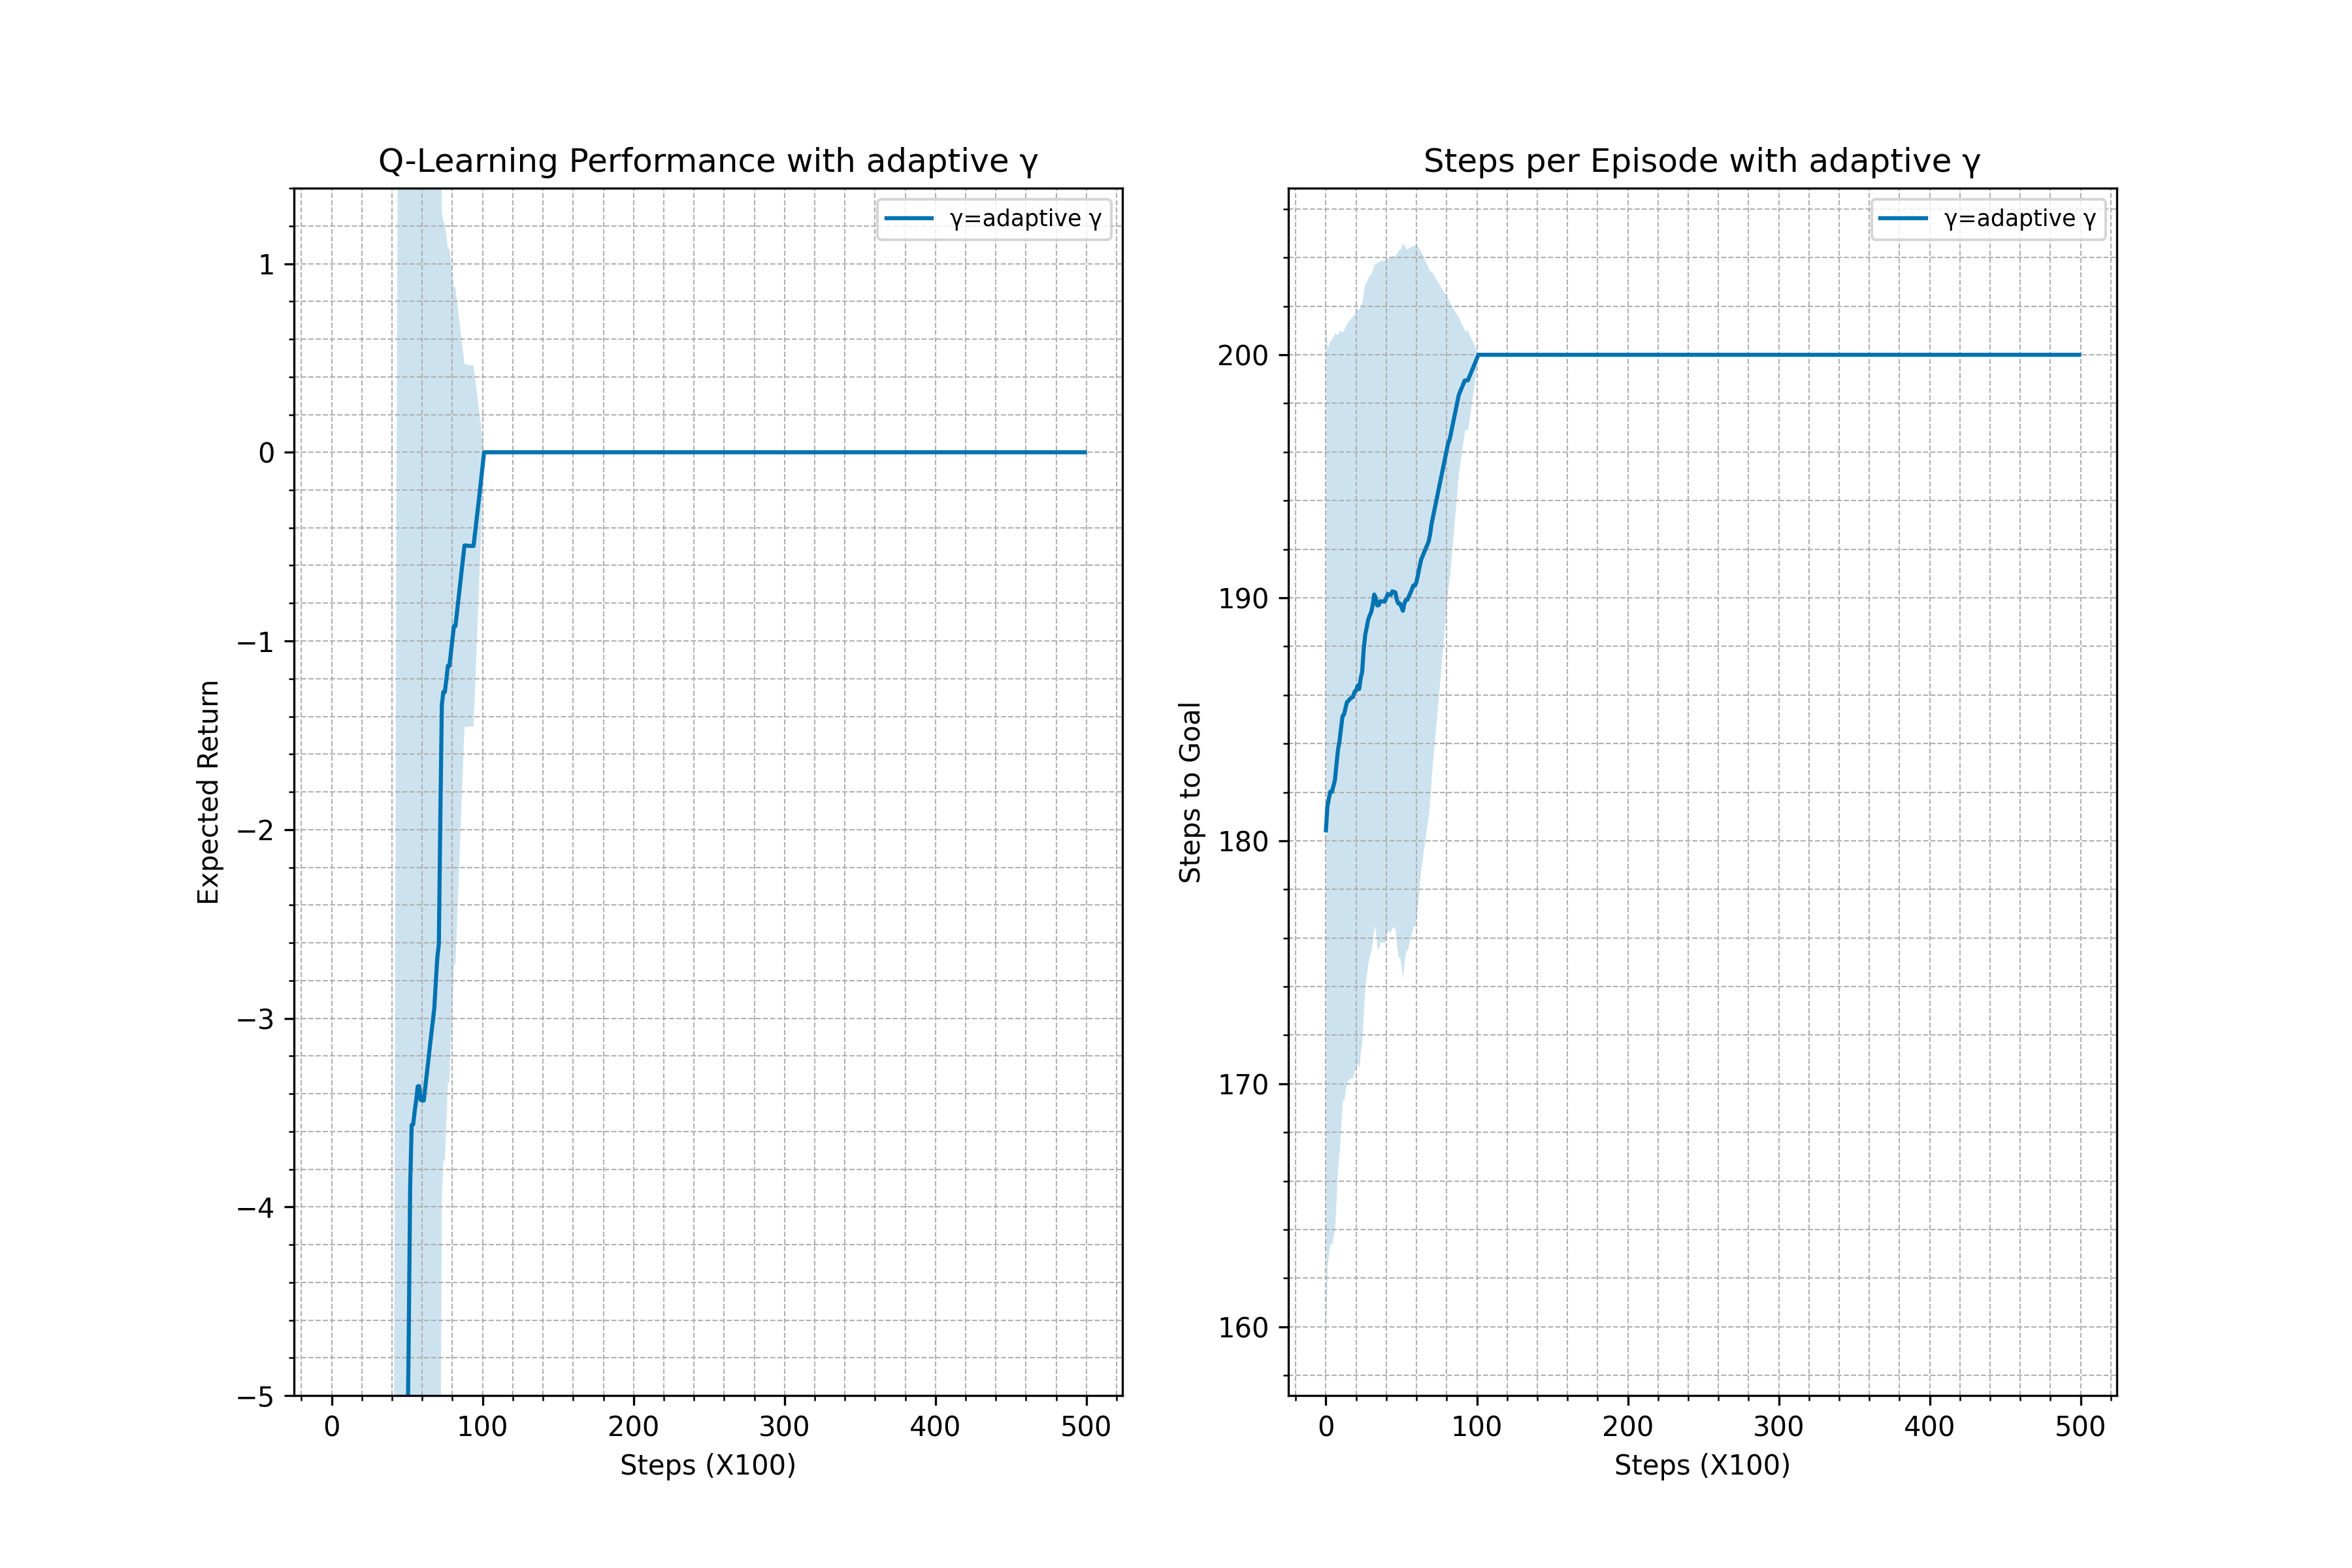 Q-Learning Performance with adaptive γ
γ=adaptive γ
1
0
−1
−2
−3
−4
−5
Expected Return
0 100 200 300 400 500
Steps (X100)
Steps per Episode with adaptive γ
γ=adaptive γ
200
190
180
170
160
Steps to Goal
0 100 200 300 400 500
Steps (X100)